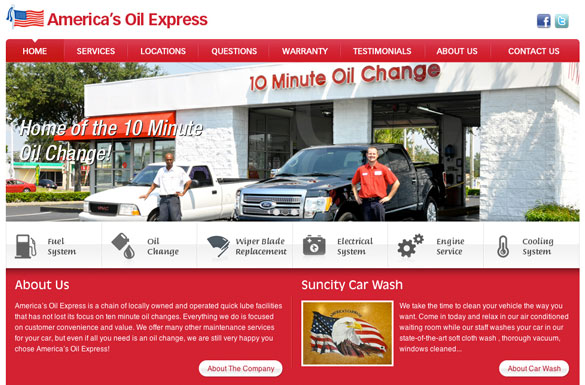 America's Oil Express
HOME SERVICES LOCATIONS QUESTIONS WARRANTY TESTIMONIALS ABOUT US CONTACT US
10 Minute Oil Change
Home of the 10 Minute
Oil Change!
Fuel
System
Oil
Change
Wiper Blade
Replacement
Electrical
System
Engine
Service
Cooling
System
About Us
America's Oil Express is a chain of locally owned and operated quick lube facilities
that has not lost its focus on ten minute oil changes. Everything we do is focused
on customer convenience and value. We offer many other maintenance services
for your car, but even if all you need is an oil change, we are still very happy you
chose America's Oil Express!
About The Company
Suncity Car Wash
We take the time to clean your vehicle the way you
want. Come in today and relax in our air conditioned
waiting room while our staff washes your car in our
state-of-the-art soft cloth wash , thorough vacuum,
windows cleaned...
About Car Wash